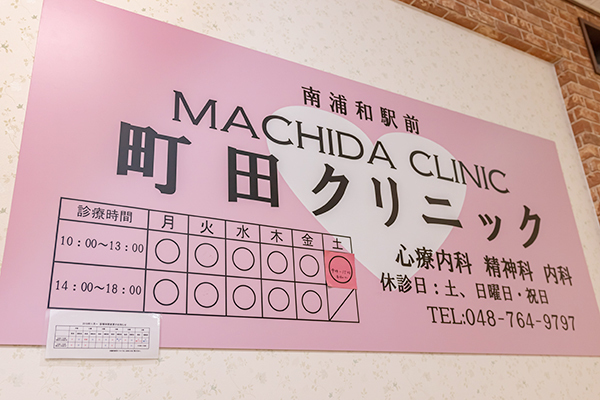 南浦和駅前
MACHIDA CLINIC
町田クリニック
診療時間 月 火 水 木 金 土
10：00〜13：00 ○ ○ ○ ○ ○ ○
14：00〜18：00 ○ ○ ○ ○ ○ ／
心療内科 精神科 内科
休診日：土、日曜日・祝日
TEL:048-764-9797